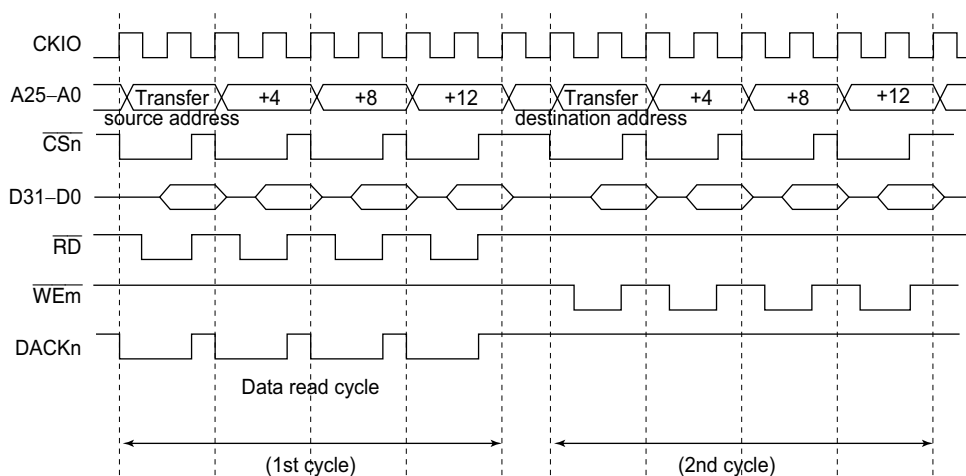 CKIO
A25–A0 Transfer +4 +8 +12 Transfer +4 +8 +12
source address destination address
CSn
D31–D0
RD
WEm
DACKn
Data read cycle
(1st cycle) (2nd cycle)